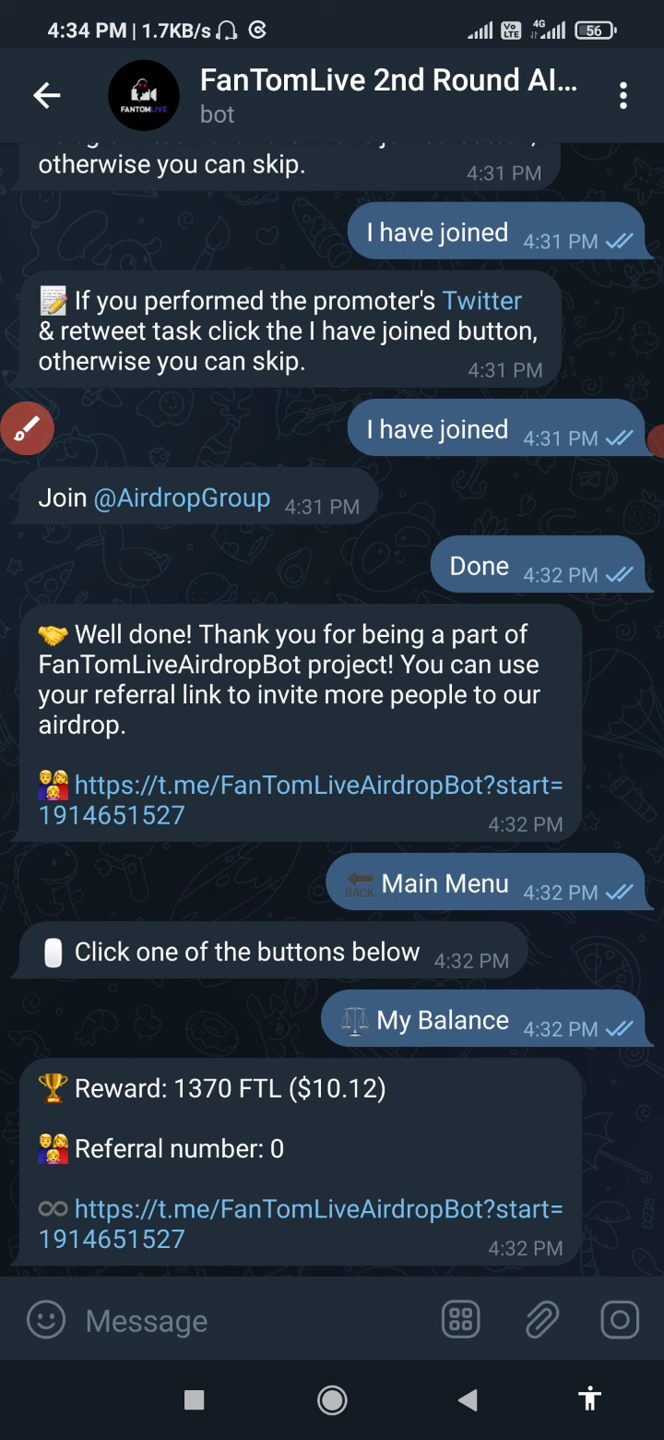 4:34 PM | 1.7KB/s
Vo
LTE
4G
56
FanTomLive 2nd Round AI...
bot
FANTOMLIVE
otherwise you can skip.
4:31 PM
I have joined 4:31 PM
📝 If you performed the promoter's Twitter
& retweet task click the I have joined button,
otherwise you can skip.
4:31 PM
I have joined 4:31 PM
Join @AirdropGroup 4:31 PM
Done 4:32 PM
🤝 Well done! Thank you for being a part of
FanTomLiveAirdropBot project! You can use
your referral link to invite more people to our
airdrop.
👨‍👩‍👧 https://t.me/FanTomLiveAirdropBot?start=
1914651527
4:32 PM
🔙 Main Menu 4:32 PM
Click one of the buttons below 4:32 PM
⚖ My Balance 4:32 PM
🏆 Reward: 1370 FTL ($10.12)
👨‍👩‍👧 Referral number: 0
♾ https://t.me/FanTomLiveAirdropBot?start=
1914651527
4:32 PM
Message